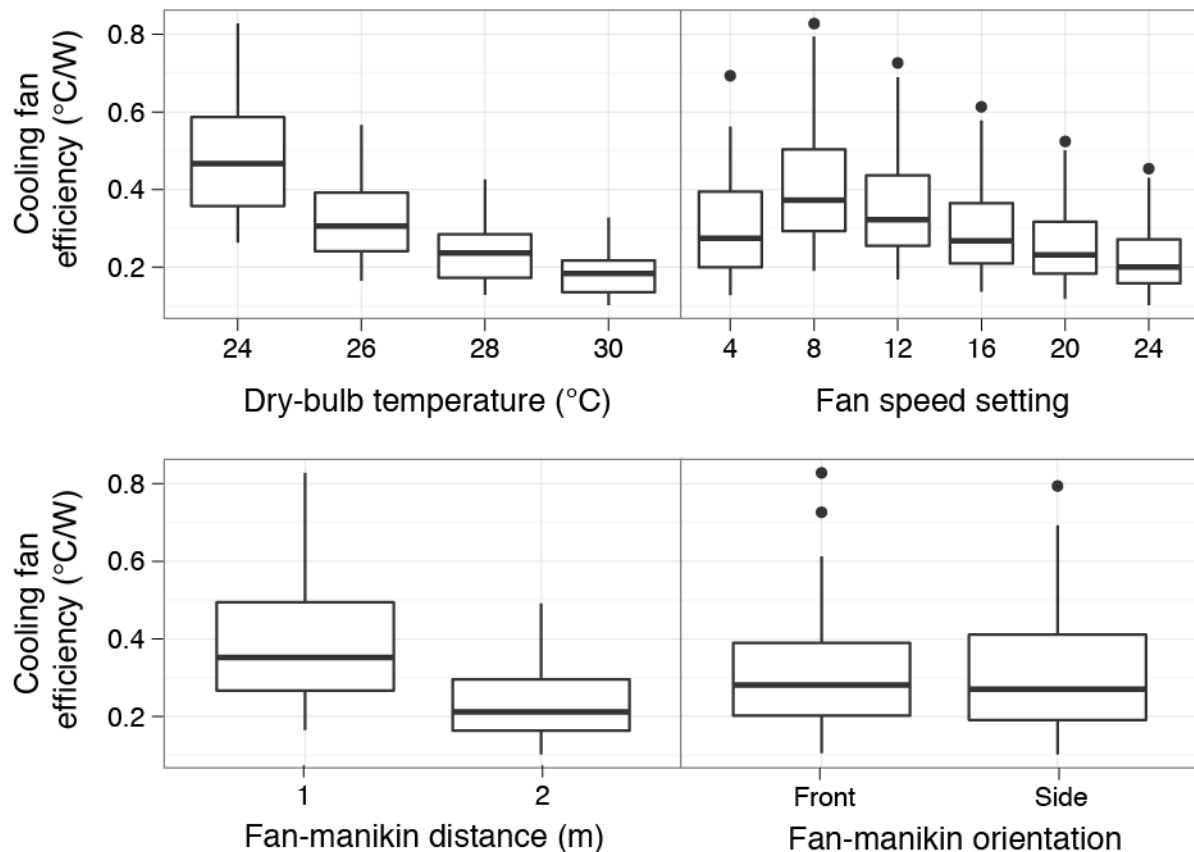 Cooling fan
efficiency (°C/W)
0.8
0.6
0.4
0.2
24 26 28 30
Dry-bulb temperature (°C)
4 8 12 16 20 24
Fan speed setting
Cooling fan
efficiency (°C/W)
0.8
0.6
0.4
0.2
1 2
Fan-manikin distance (m)
Front Side
Fan-manikin orientation